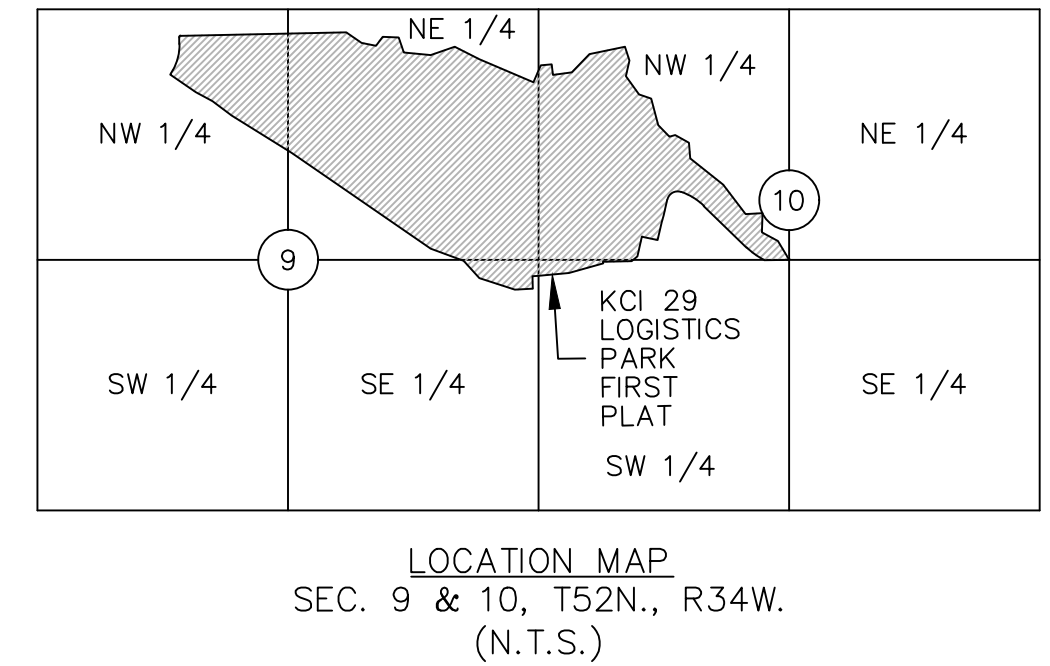 NE 1/4
NW 1/4
NW 1/4
NE 1/4
10
9
KCI 29
LOGISTICS
PARK
FIRST
PLAT
SW 1/4
SE 1/4
SE 1/4
SW 1/4
LOCATION MAP
SEC. 9 & 10, T52N., R34W.
(N.T.S.)